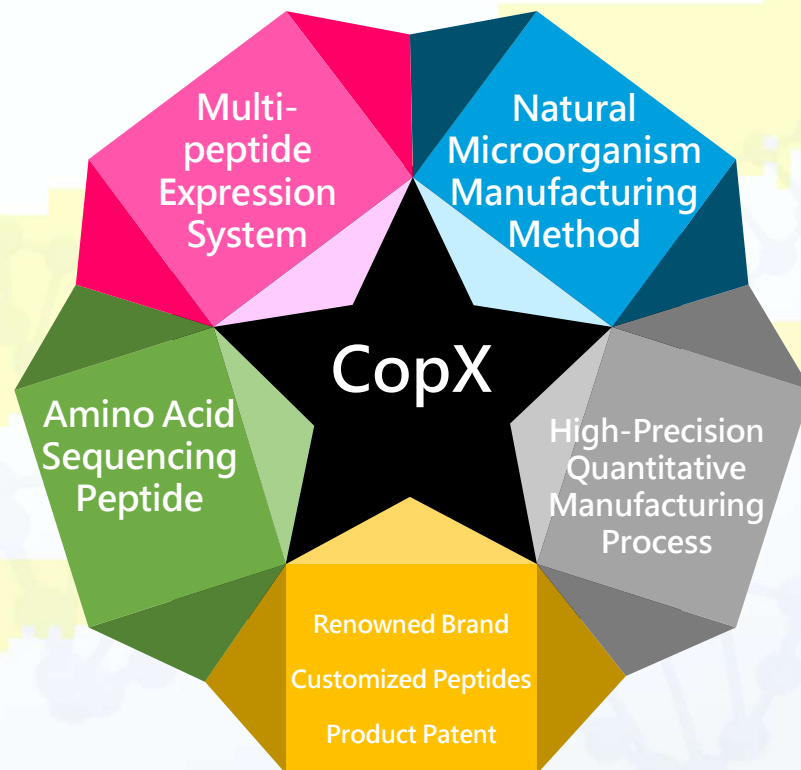 Multi-
peptide
Expression
System
Natural
Microorganism
Manufacturing
Method
CopX
Amino Acid
Sequencing
Peptide
High-Precision
Quantitative
Manufacturing
Process
Renowned Brand
Customized Peptides
Product Patent